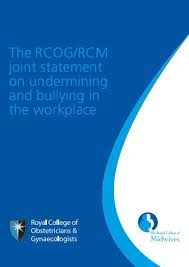 The RCOG/RCM
joint statement
on undermining
and bullying in
the workplace
Royal College of
Obstetricians &
Gynaecologists
The Royal College of
Midwives